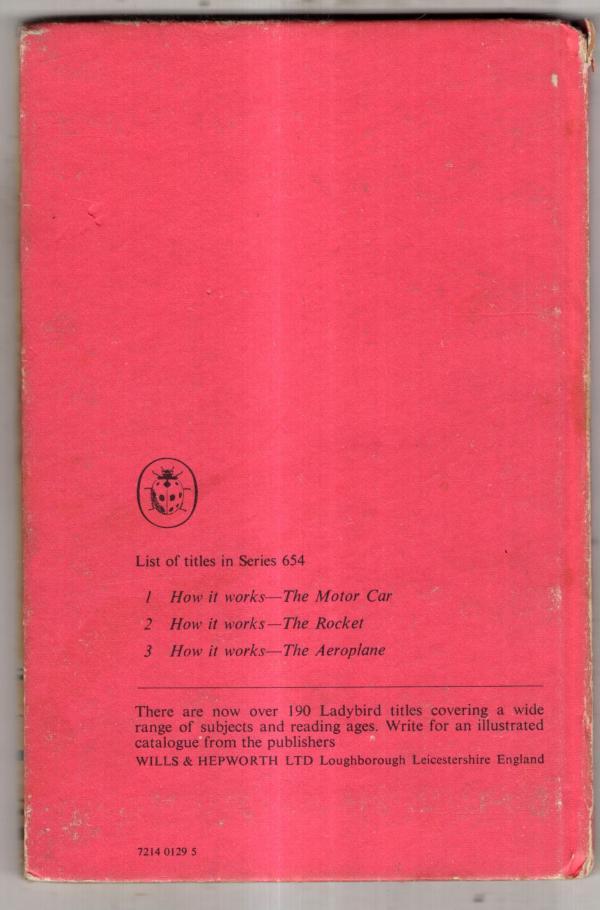 List of titles in Series 654
1 How it works—The Motor Car
2 How it works—The Rocket
3 How it works—The Aeroplane
There are now over 190 Ladybird titles covering a wide
range of subjects and reading ages. Write for an illustrated
catalogue from the publishers
WILLS & HEPWORTH LTD Loughborough Leicestershire England
7214 0129 5